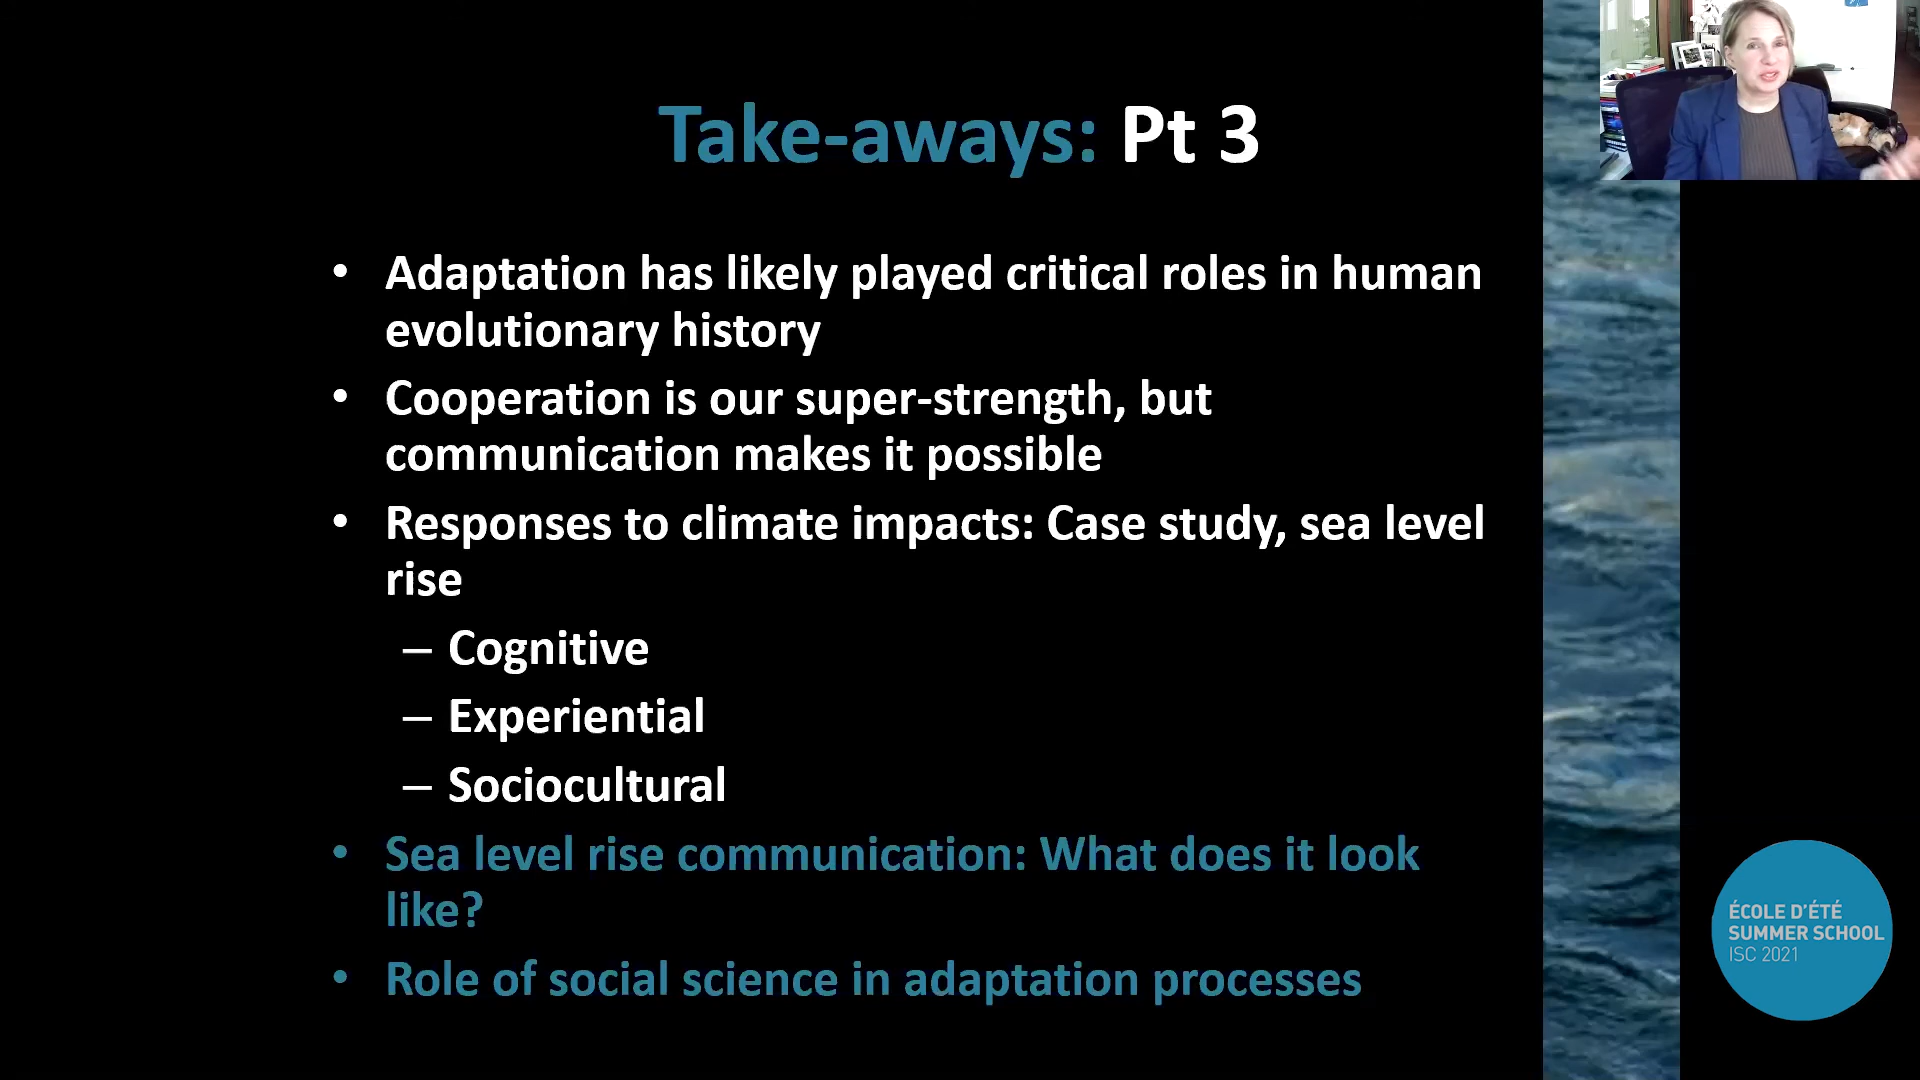 Take-aways: Pt 3
• Adaptation has likely played critical roles in human
evolutionary history
• Cooperation is our super-strength, but
communication makes it possible
• Responses to climate impacts: Case study, sea level
rise
– Cognitive
– Experiential
– Sociocultural
• Sea level rise communication: What does it look
like?
• Role of social science in adaptation processes
ÉCOLE D'ÉTÉ
SUMMER SCHOOL
ISC 2021